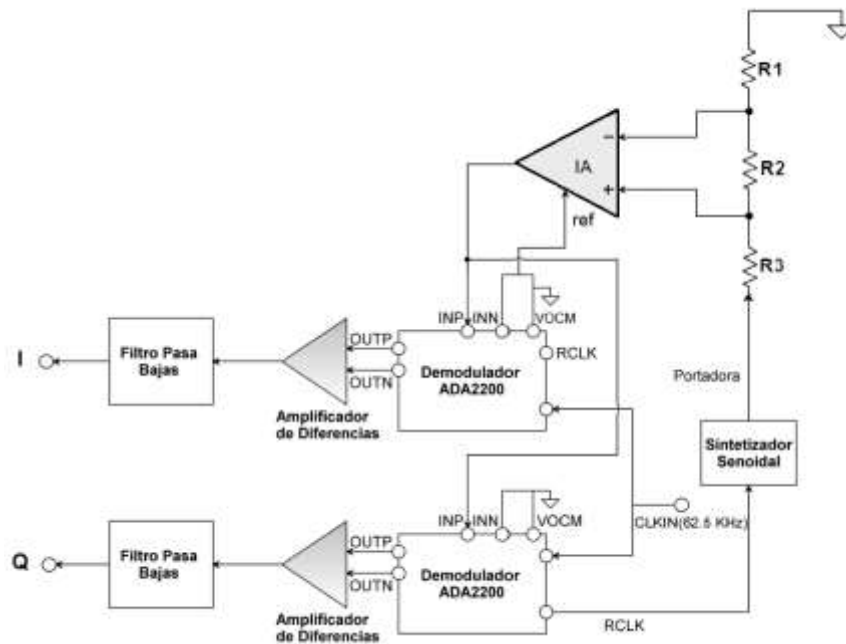 R1
IA
R2
ref
R3
INP
INN
VOCM
I
Filtro Pasa
Bajas
OUTP
OUTN
Demodulador
ADA2200
RCLK
Portadora
Amplificador
de Diferencias
Sintetizador
Senoidal
INP
INN
VOCM
CLKIN(62.5 KHz)
Q
Filtro Pasa
Bajas
OUTP
OUTN
Demodulador
ADA2200
Amplificador
de Diferencias
RCLK